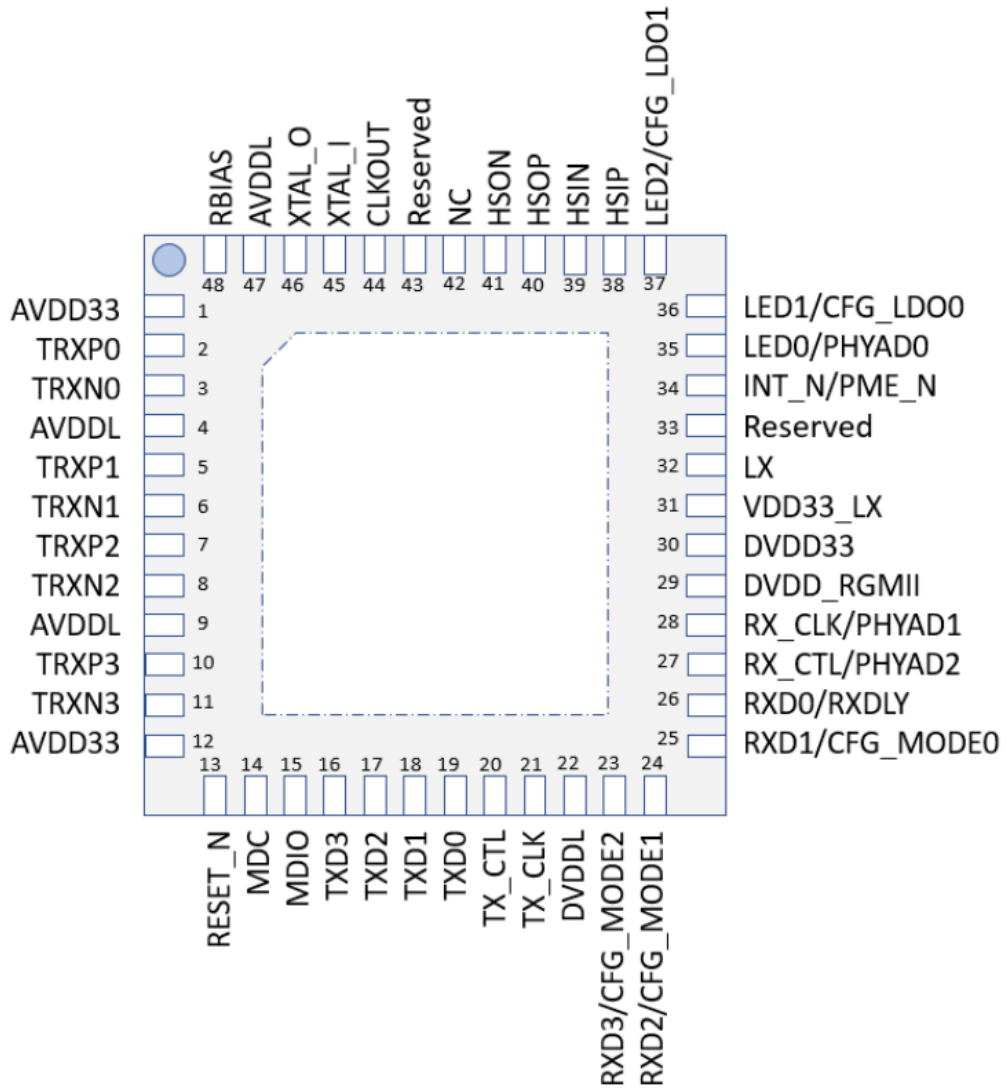 RBIAS
AVDDL
XTAL_O
XTAL_I
CLKOUT
Reserved
NC
HSON
HSOP
HSIN
HSIP
LED2/CFG_LDO1
48 47 46 45 44 43 42 41 40 39 38 37
AVDD33 1
TRXP0 2
TRXN0 3
AVDDL 4
TRXP1 5
TRXN1 6
TRXP2 7
TRXN2 8
AVDDL 9
TRXP3 10
TRXN3 11
AVDD33 12
36 LED1/CFG_LDO0
35 LED0/PHYAD0
34 INT_N/PME_N
33 Reserved
32 LX
31 VDD33_LX
30 DVDD33
29 DVDD_RGMII
28 RX_CLK/PHYAD1
27 RX_CTL/PHYAD2
26 RXD0/RXDLY
25 RXD1/CFG_MODE0
13 14 15 16 17 18 19 20 21 22 23 24
RESET_N
MDC
MDIO
TXD3
TXD2
TXD1
TXD0
TX_CTL
TX_CLK
DVDDL
RXD3/CFG_MODE2
RXD2/CFG_MODE1